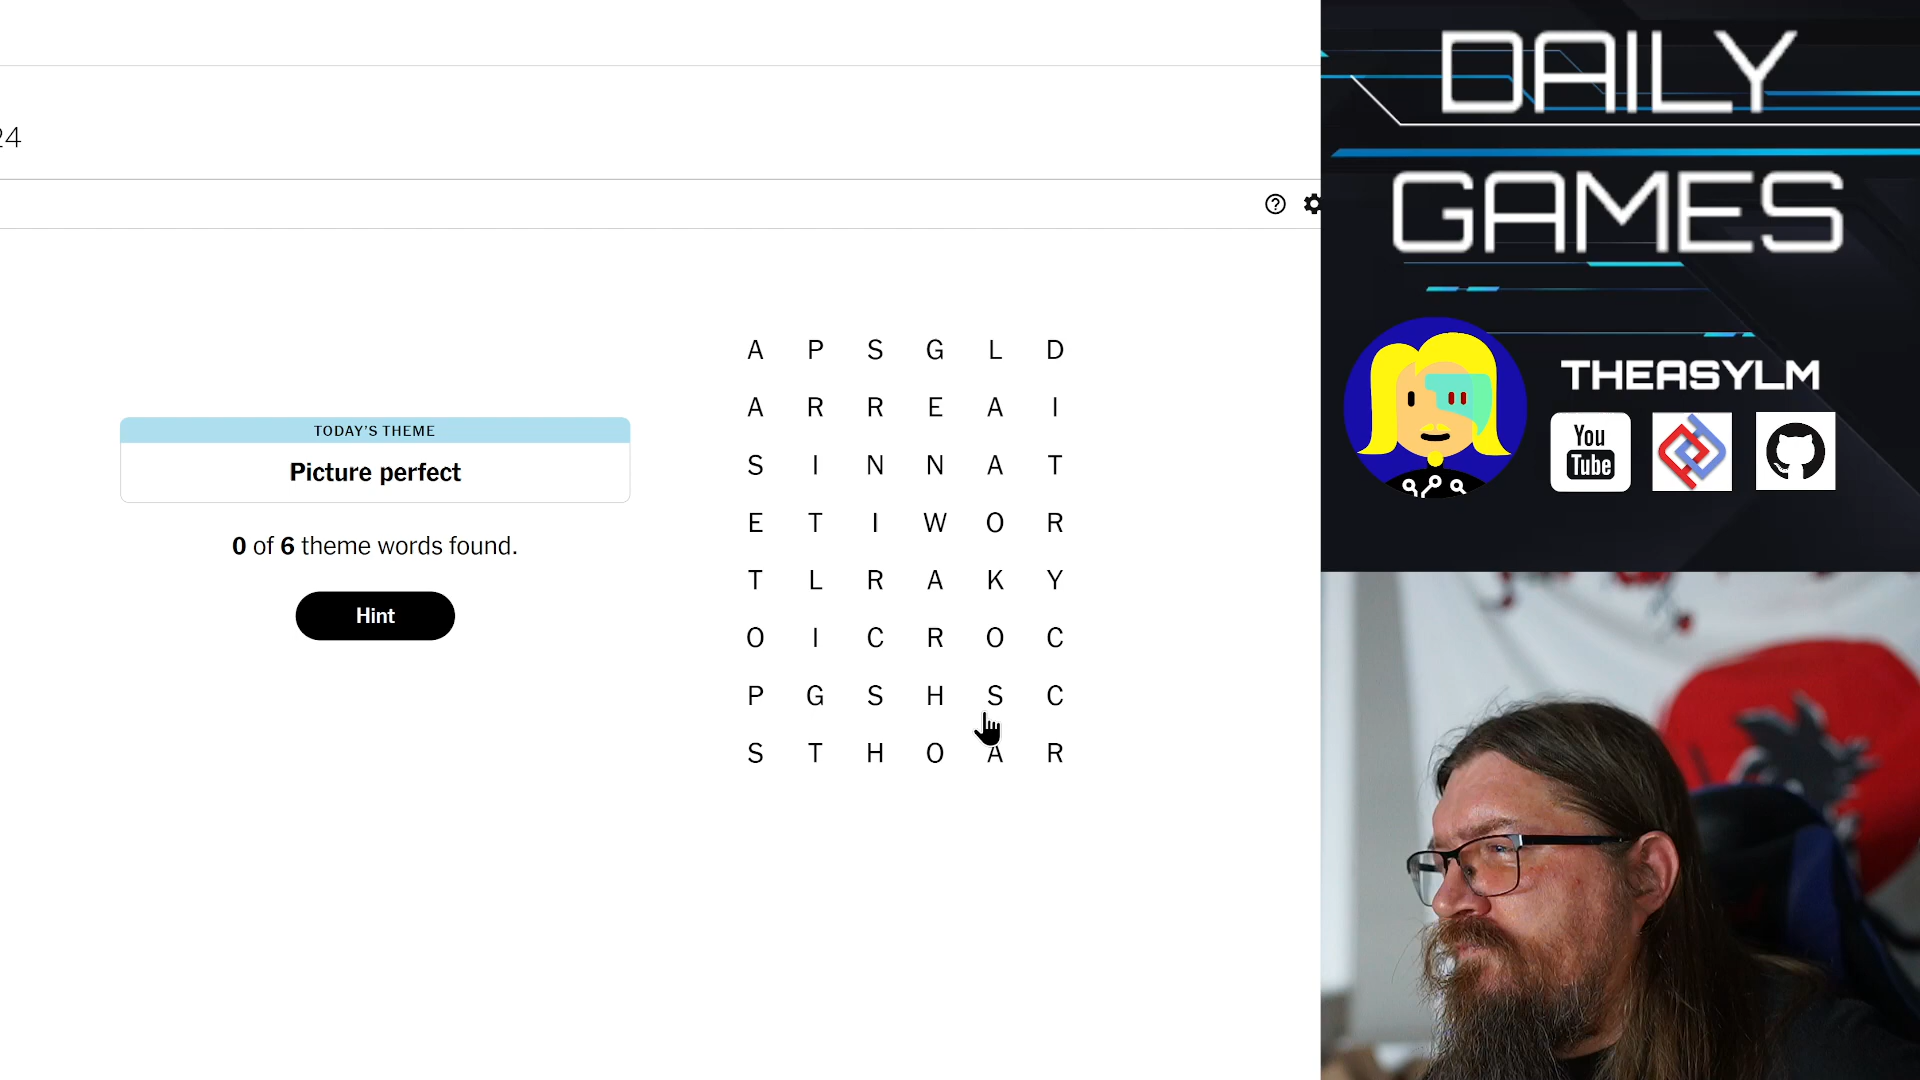 DAILY
GAMES
24
TODAY'S THEME
Picture perfect
0 of 6 theme words found.
Hint
A P S G L D
A R R E A I
S I N N A T
E T I W O R
T L R A K Y
O I C R O C
P G S H S C
S T H O A R
THEASYLM
You
Tube